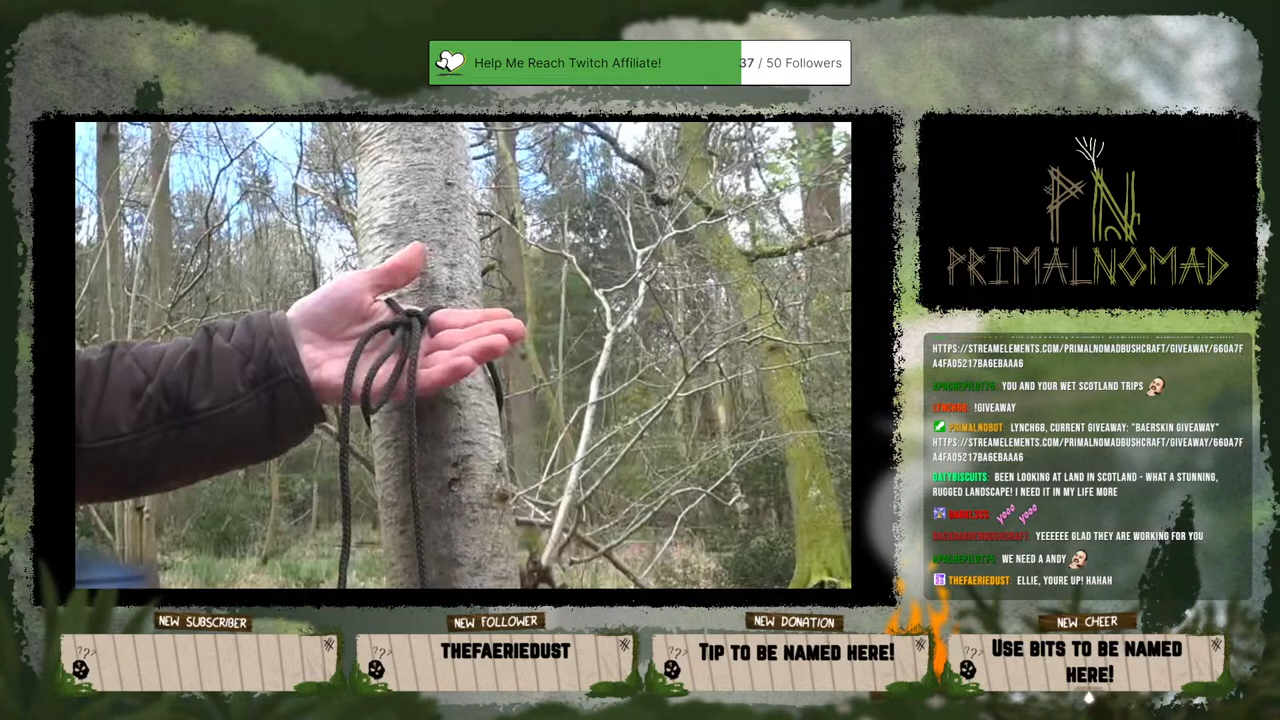 Help Me Reach Twitch Affiliate!
37 / 50 Followers
PN
PRIMALNOMAD
HTTPS://STREAMELEMENTS.COM/PRIMALNOMADBUSHCRAFT/GIVEAWAY/660A7F
A4FA05217BA6EBAAA6
APACHEPILOT75: YOU AND YOUR WET SCOTLAND TRIPS
LYNCH68: !GIVEAWAY
PRIMALNOBOT: LYNCH68, CURRENT GIVEAWAY: "BAERSKIN GIVEAWAY"
HTTPS://STREAMELEMENTS.COM/PRIMALNOMADBUSHCRAFT/GIVEAWAY/660A7F
A4FA05217BA6EBAAA6
OATYBISCUITS: BEEN LOOKING AT LAND IN SCOTLAND - WHAT A STUNNING,
RUGGED LANDSCAPE! I NEED IT IN MY LIFE MORE
YOOO YOOO
YEEEEEE GLAD THEY ARE WORKING FOR YOU
APACHEPILOT75: WE NEED A ANDY
THEFAERIEDUST: ELLIE, YOURE UP! HAHAH
NEW SUBSCRIBER
NEW FOLLOWER
THEFAERIEDUST
NEW DONATION
TIP TO BE NAMED HERE!
NEW CHEER
USE BITS TO BE NAMED
HERE!